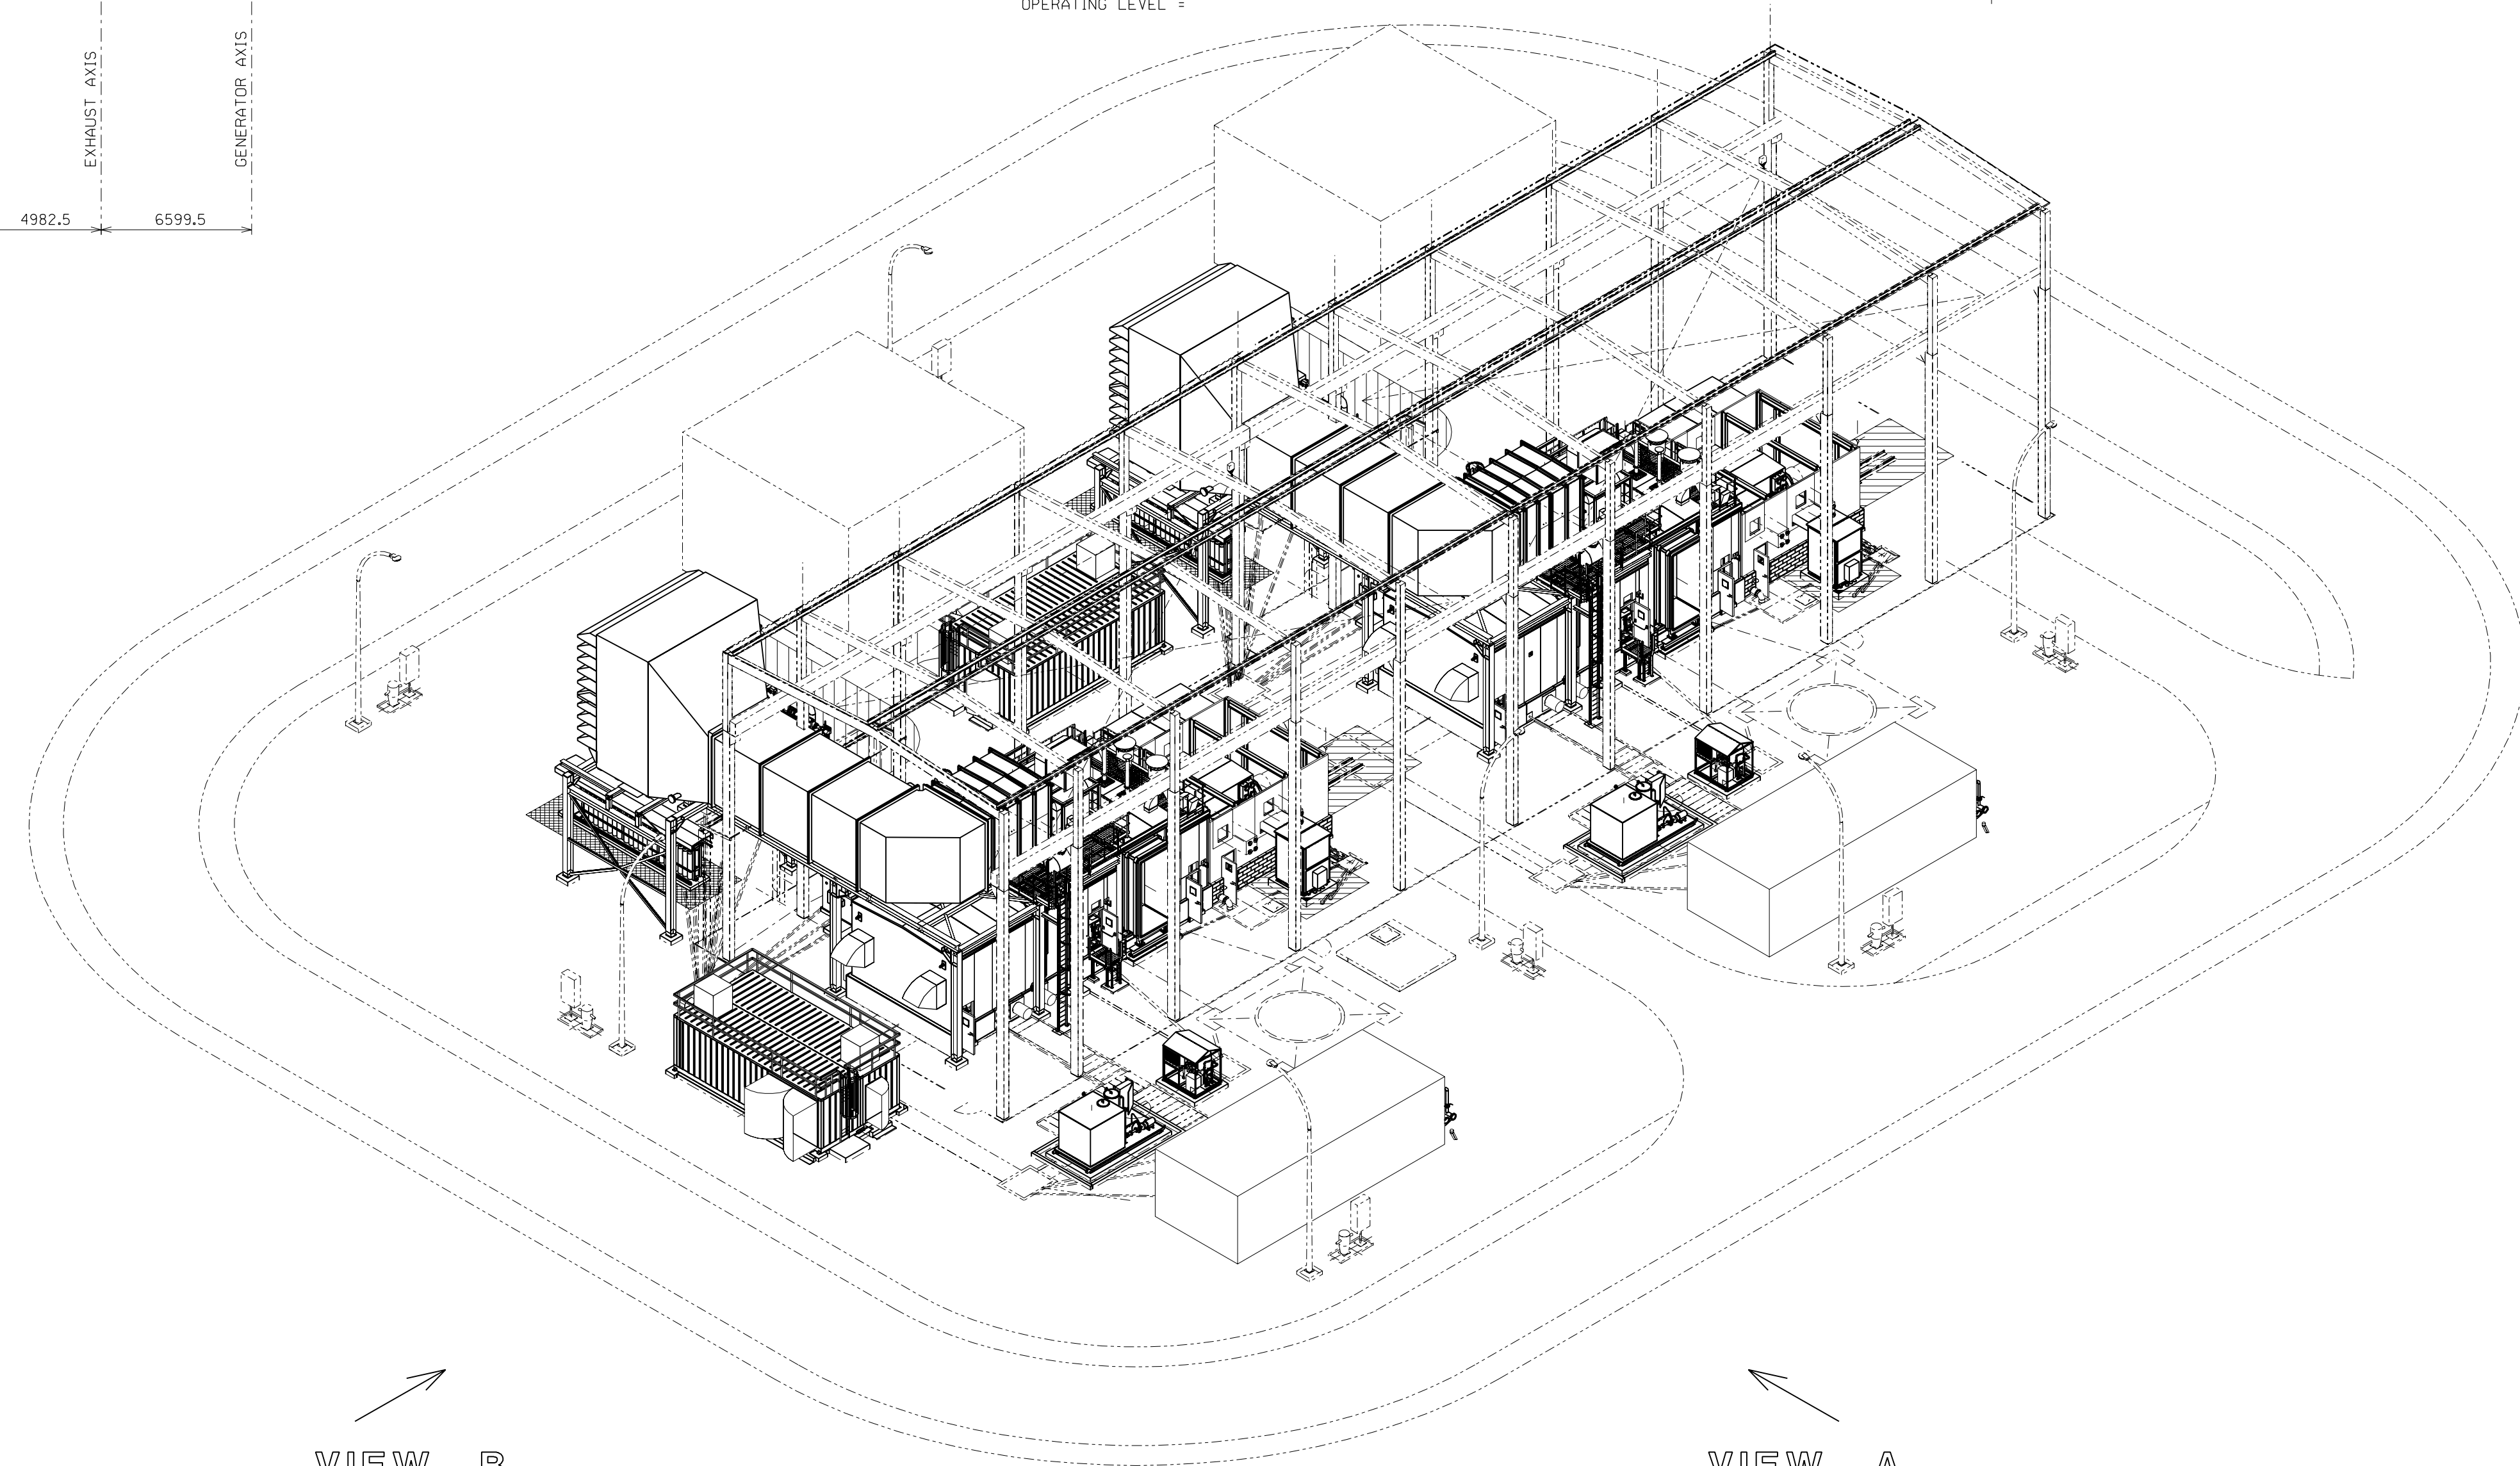 OPERATING LEVEL =
EXHAUST AXIS
GENERATOR AXIS
4982.5
6599.5
VIEW B
VIEW A